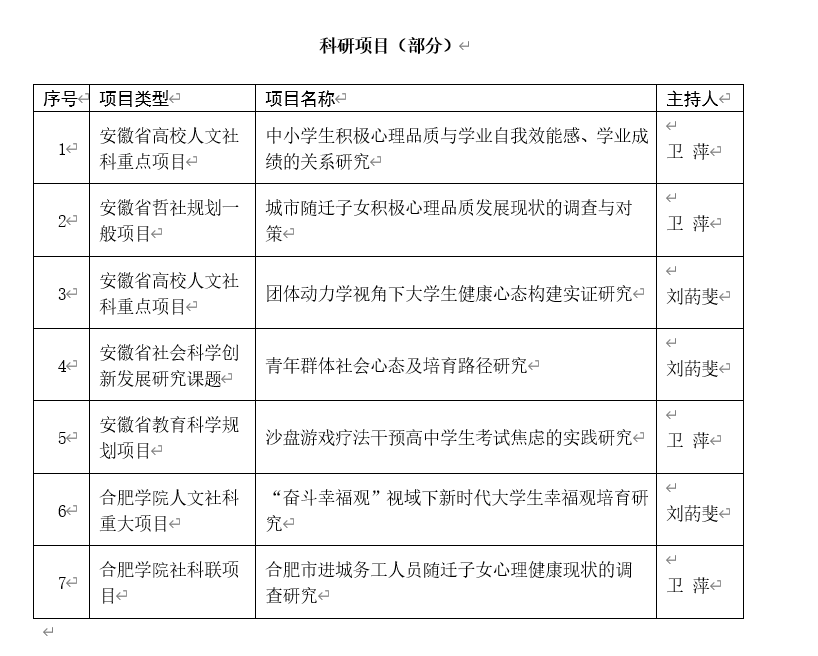 科研项目（部分）
序号 项目类型 项目名称 主持人
1 安徽省高校人文社 中小学生积极心理品质与学业自我效能感、学业成 卫 萍
科重点项目 绩的关系研究
2 安徽省哲社规划一 城市随迁子女积极心理品质发展现状的调查与对 卫 萍
般项目 策
3 安徽省高校人文社 团体动力学视角下大学生健康心态构建实证研究 刘菂斐
科重点项目
4 安徽省社会科学创 青年群体社会心态及培育路径研究 刘菂斐
新发展研究课题
5 安徽省教育科学规 沙盘游戏疗法干预高中学生考试焦虑的实践研究 卫 萍
划项目
6 合肥学院人文社科 “奋斗幸福观”视域下新时代大学生幸福观培育研 刘菂斐
重大项目 究
7 合肥学院社科联项 合肥市进城务工人员随迁子女心理健康现状的调 卫 萍
目 查研究